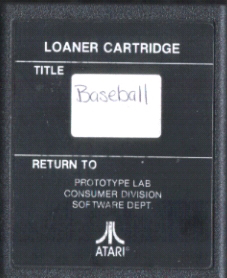 LOANER CARTRIDGE
TITLE
Baseball
RETURN TO
PROTOTYPE LAB
CONSUMER DIVISION
SOFTWARE DEPT.
ATARI®